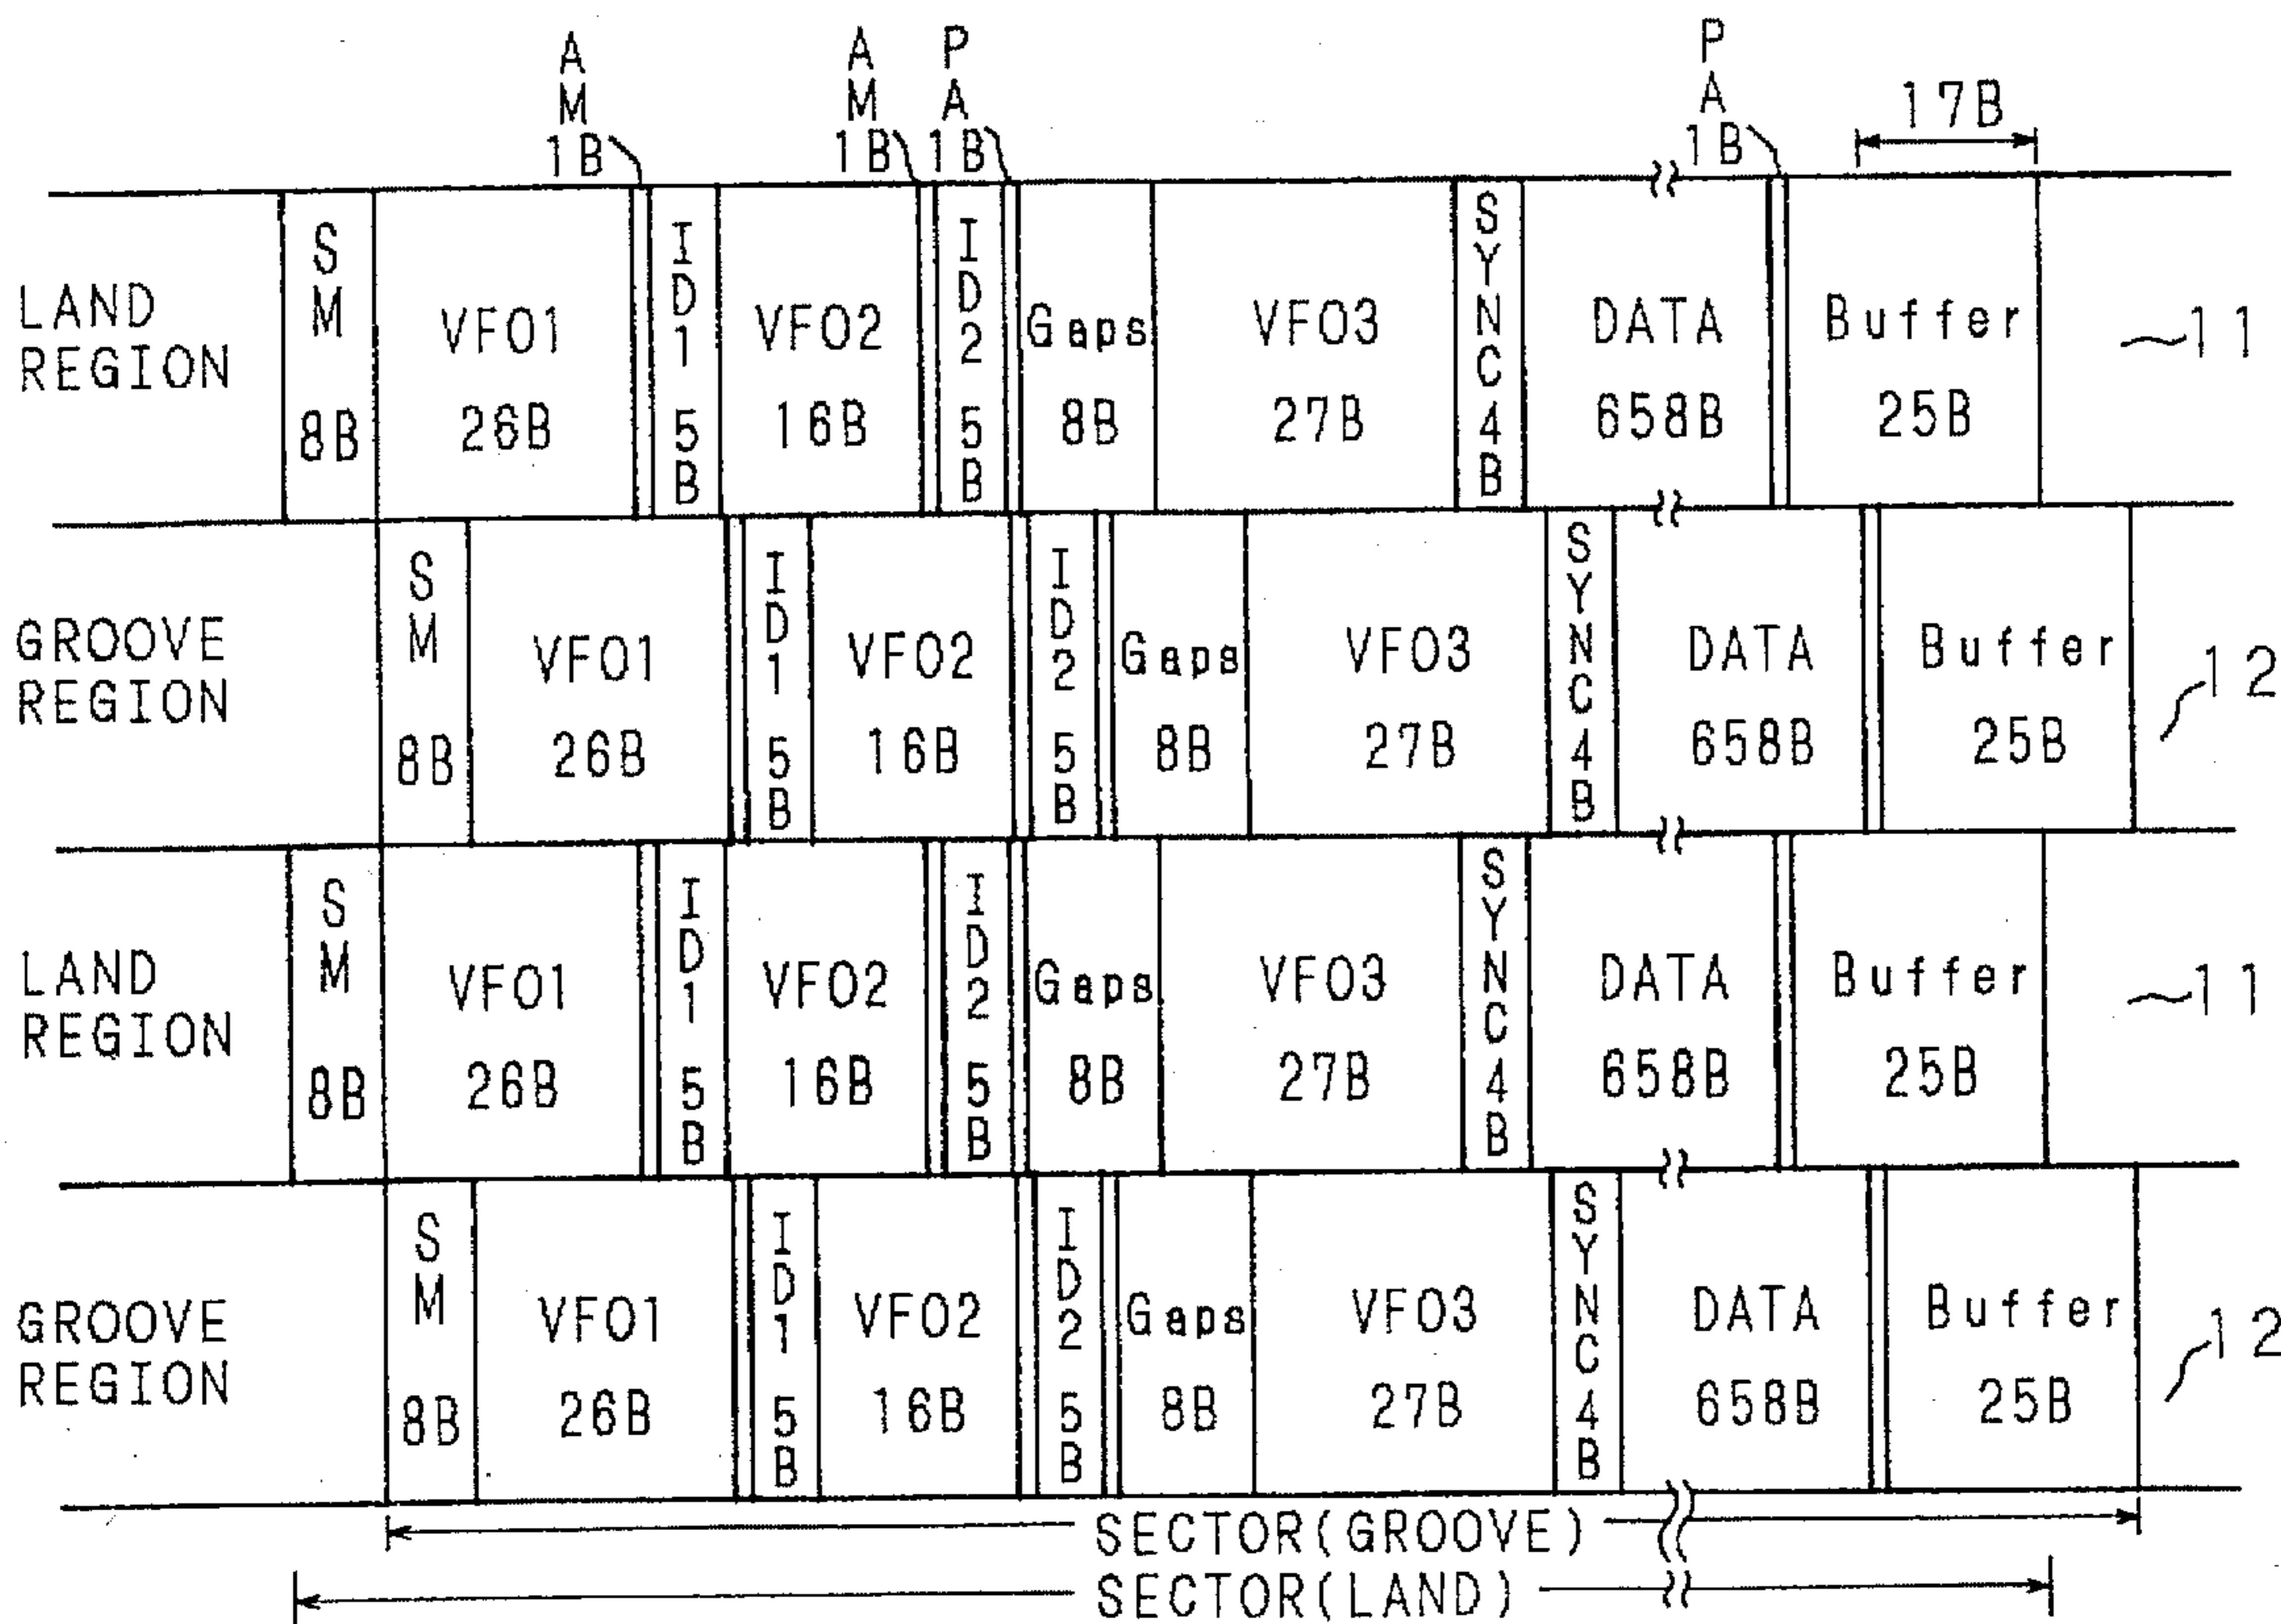 AM 1B
AM 1B
PA 1B
PA 1B
17B
LAND REGION
SM 8B
VFO1 26B
ID1 5B
VFO2 16B
ID2 5B
Gaps 8B
VFO3 27B
SYNC 4B
DATA 658B
Buffer 25B
11
GROOVE REGION
SM 8B
VFO1 26B
ID1 5B
VFO2 16B
ID2 5B
Gaps 8B
VFO3 27B
SYNC 4B
DATA 658B
Buffer 25B
12
LAND REGION
SM 8B
VFO1 26B
ID1 5B
VFO2 16B
ID2 5B
Gaps 8B
VFO3 27B
SYNC 4B
DATA 658B
Buffer 25B
11
GROOVE REGION
SM 8B
VFO1 26B
ID1 5B
VFO2 16B
ID2 5B
Gaps 8B
VFO3 27B
SYNC 4B
DATA 658B
Buffer 25B
12
SECTOR(GROOVE)
SECTOR(LAND)